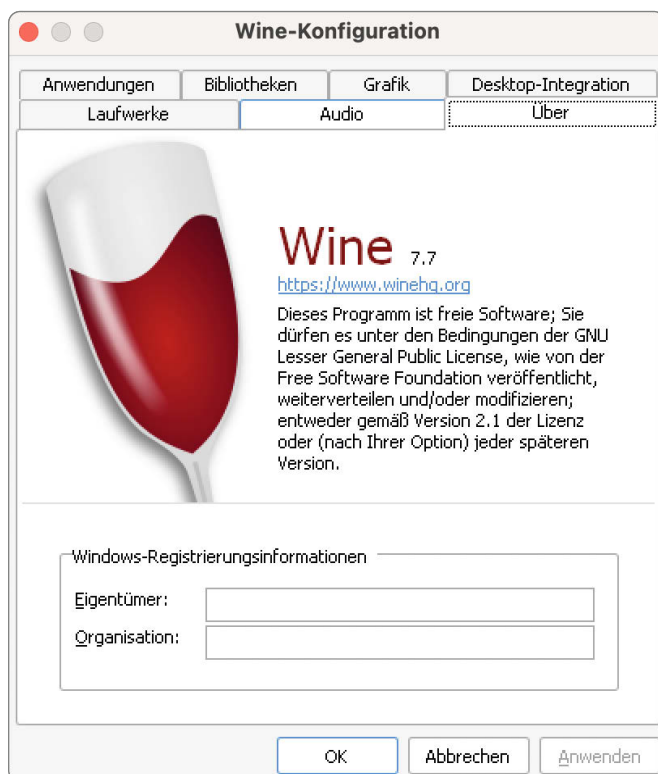 Wine-Konfiguration
Anwendungen Bibliotheken Grafik Desktop-Integration
Laufwerke Audio Über
Wine 7.7
https://www.winehq.org
Dieses Programm ist freie Software; Sie
dürfen es unter den Bedingungen der GNU
Lesser General Public License, wie von der
Free Software Foundation veröffentlicht,
weiterverteilen und/oder modifizieren;
entweder gemäß Version 2.1 der Lizenz
oder (nach Ihrer Option) jeder späteren
Version.
Windows-Registrierungsinformationen
Eigentümer:
Organisation:
OK Abbrechen Anwenden